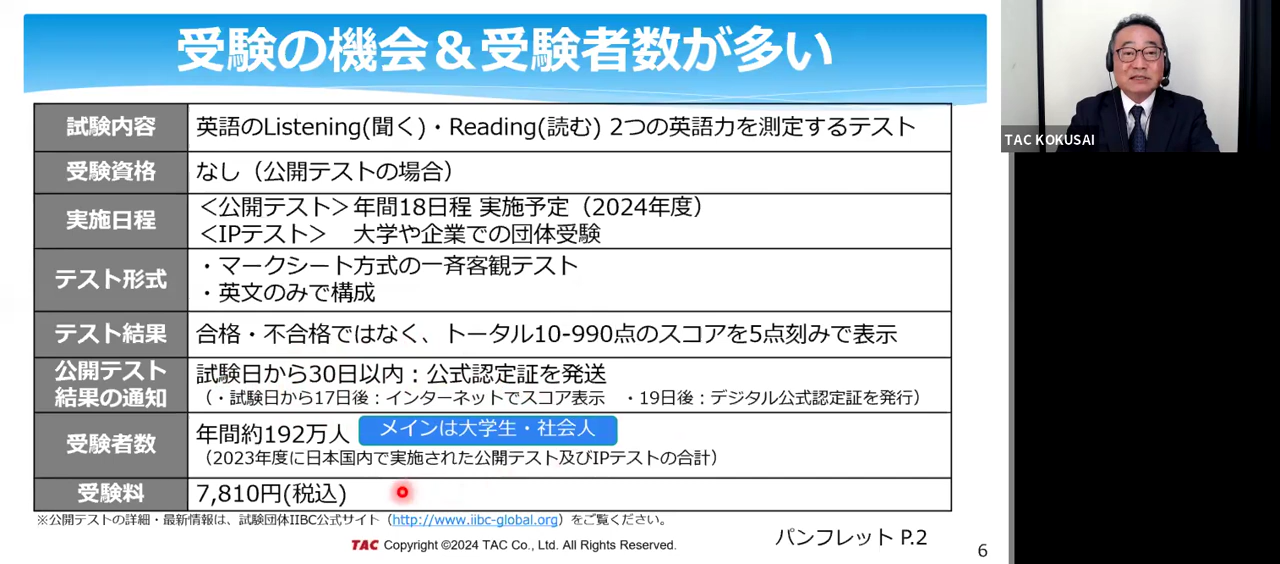 受験の機会＆受験者数が多い
TAC KOKUSAI
試験内容
英語のListening(聞く)・Reading(読む) 2つの英語力を測定するテスト
受験資格
なし（公開テストの場合）
実施日程
＜公開テスト＞年間18日程 実施予定（2024年度）
＜IPテスト＞ 大学や企業での団体受験
テスト形式
・マークシート方式の一斉客観テスト
・英文のみで構成
テスト結果
合格・不合格ではなく、トータル10-990点のスコアを5点刻みで表示
公開テスト
結果の通知
試験日から30日以内：公式認定証を発送
（・試験日から17日後：インターネットでスコア表示 ・19日後：デジタル公式認定証を発行）
受験者数
年間約192万人 メインは大学生・社会人
（2023年度に日本国内で実施された公開テスト及びIPテストの合計）
受験料
7,810円(税込)
※公開テストの詳細・最新情報は、試験団体IIBC公式サイト（http://www.iibc-global.org）をご覧ください。
パンフレット P.2
TAC Copyright ©2024 TAC Co., Ltd. All Rights Reserved.
6